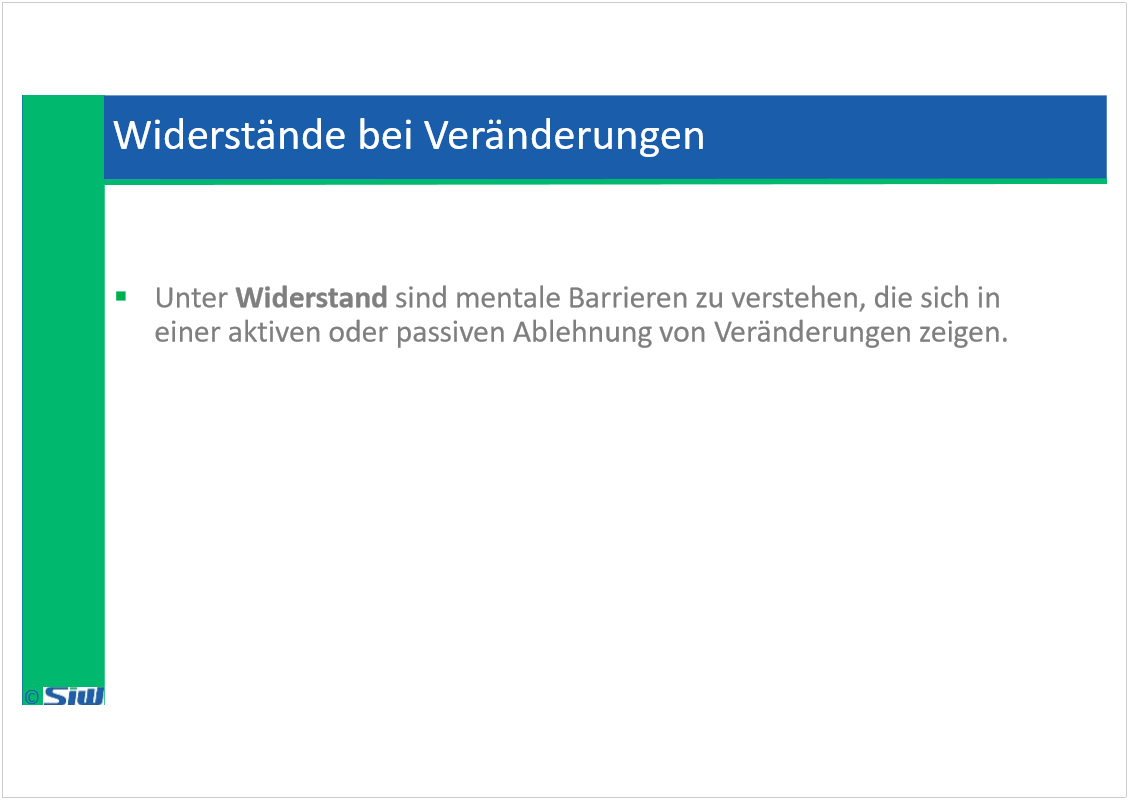 Widerstände bei Veränderungen
Unter Widerstand sind mentale Barrieren zu verstehen, die sich in
einer aktiven oder passiven Ablehnung von Veränderungen zeigen.
© SiW